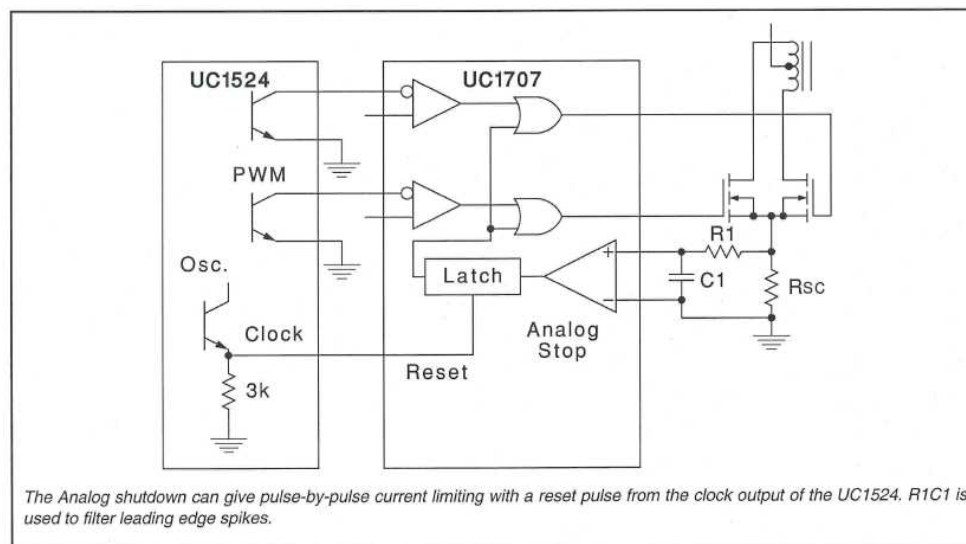 UC1524
UC1707
PWM
R1
Osc.
C1
Latch
Rsc
+
−
Clock
Analog
Stop
Reset
3k
The Analog shutdown can give pulse-by-pulse current limiting with a reset pulse from the clock output of the UC1524. R1C1 is
used to filter leading edge spikes.